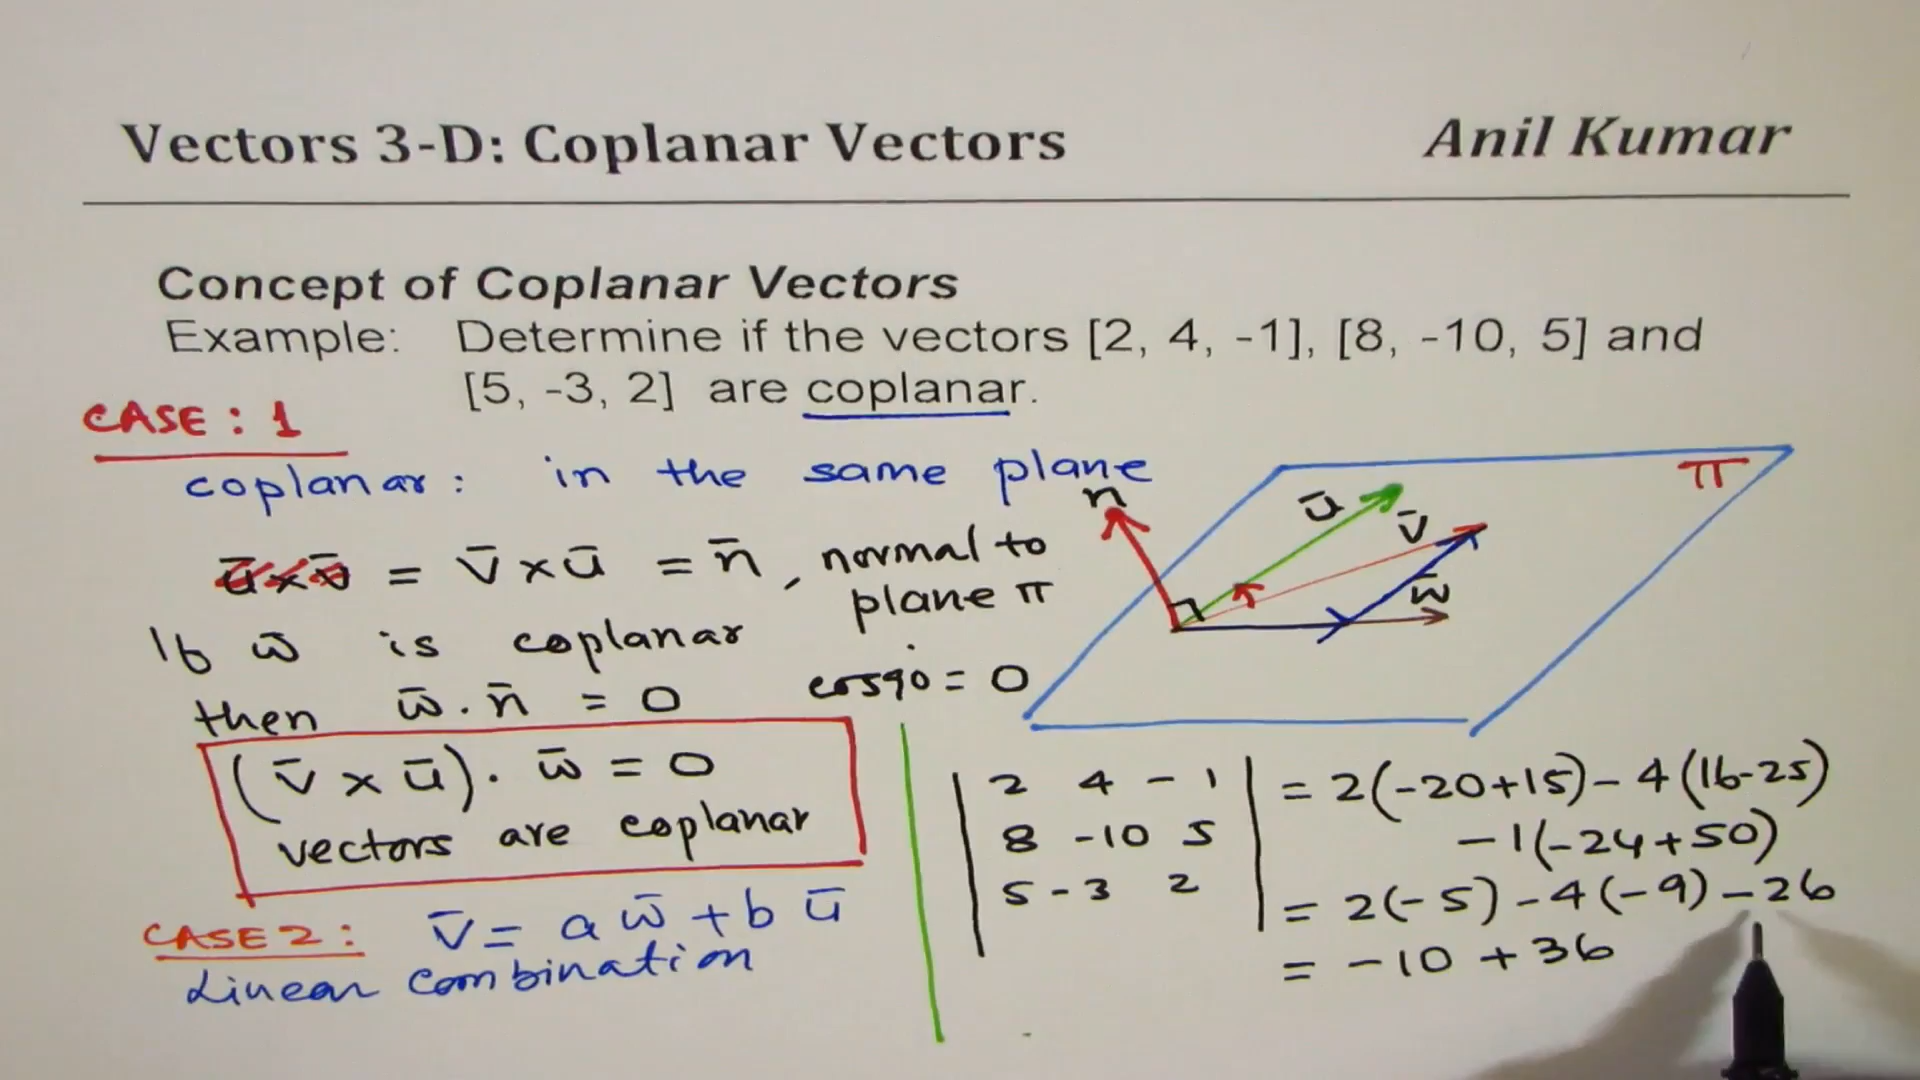 Vectors 3-D: Coplanar Vectors Anil Kumar
Concept of Coplanar Vectors
Example: Determine if the vectors [2, 4, -1], [8, -10, 5] and
[5, -3, 2] are coplanar.
CASE : 1
coplanar : in the same plane
π
n
ū
v̄
w̄
ū×v̄ = v̄×ū = n̄, normal to
plane π
If w̄ is coplanar
then w̄ . n̄ = 0 cos90 = 0
(v̄ × ū) . w̄ = 0
vectors are coplanar
CASE 2 : v̄ = a w̄ + b ū
Linear combination
2 4 -1
8 -10 5
5 -3 2
= 2(-20+15) - 4(16-25)
-1(-24+50)
= 2(-5) -4(-9) -26
= -10 + 36